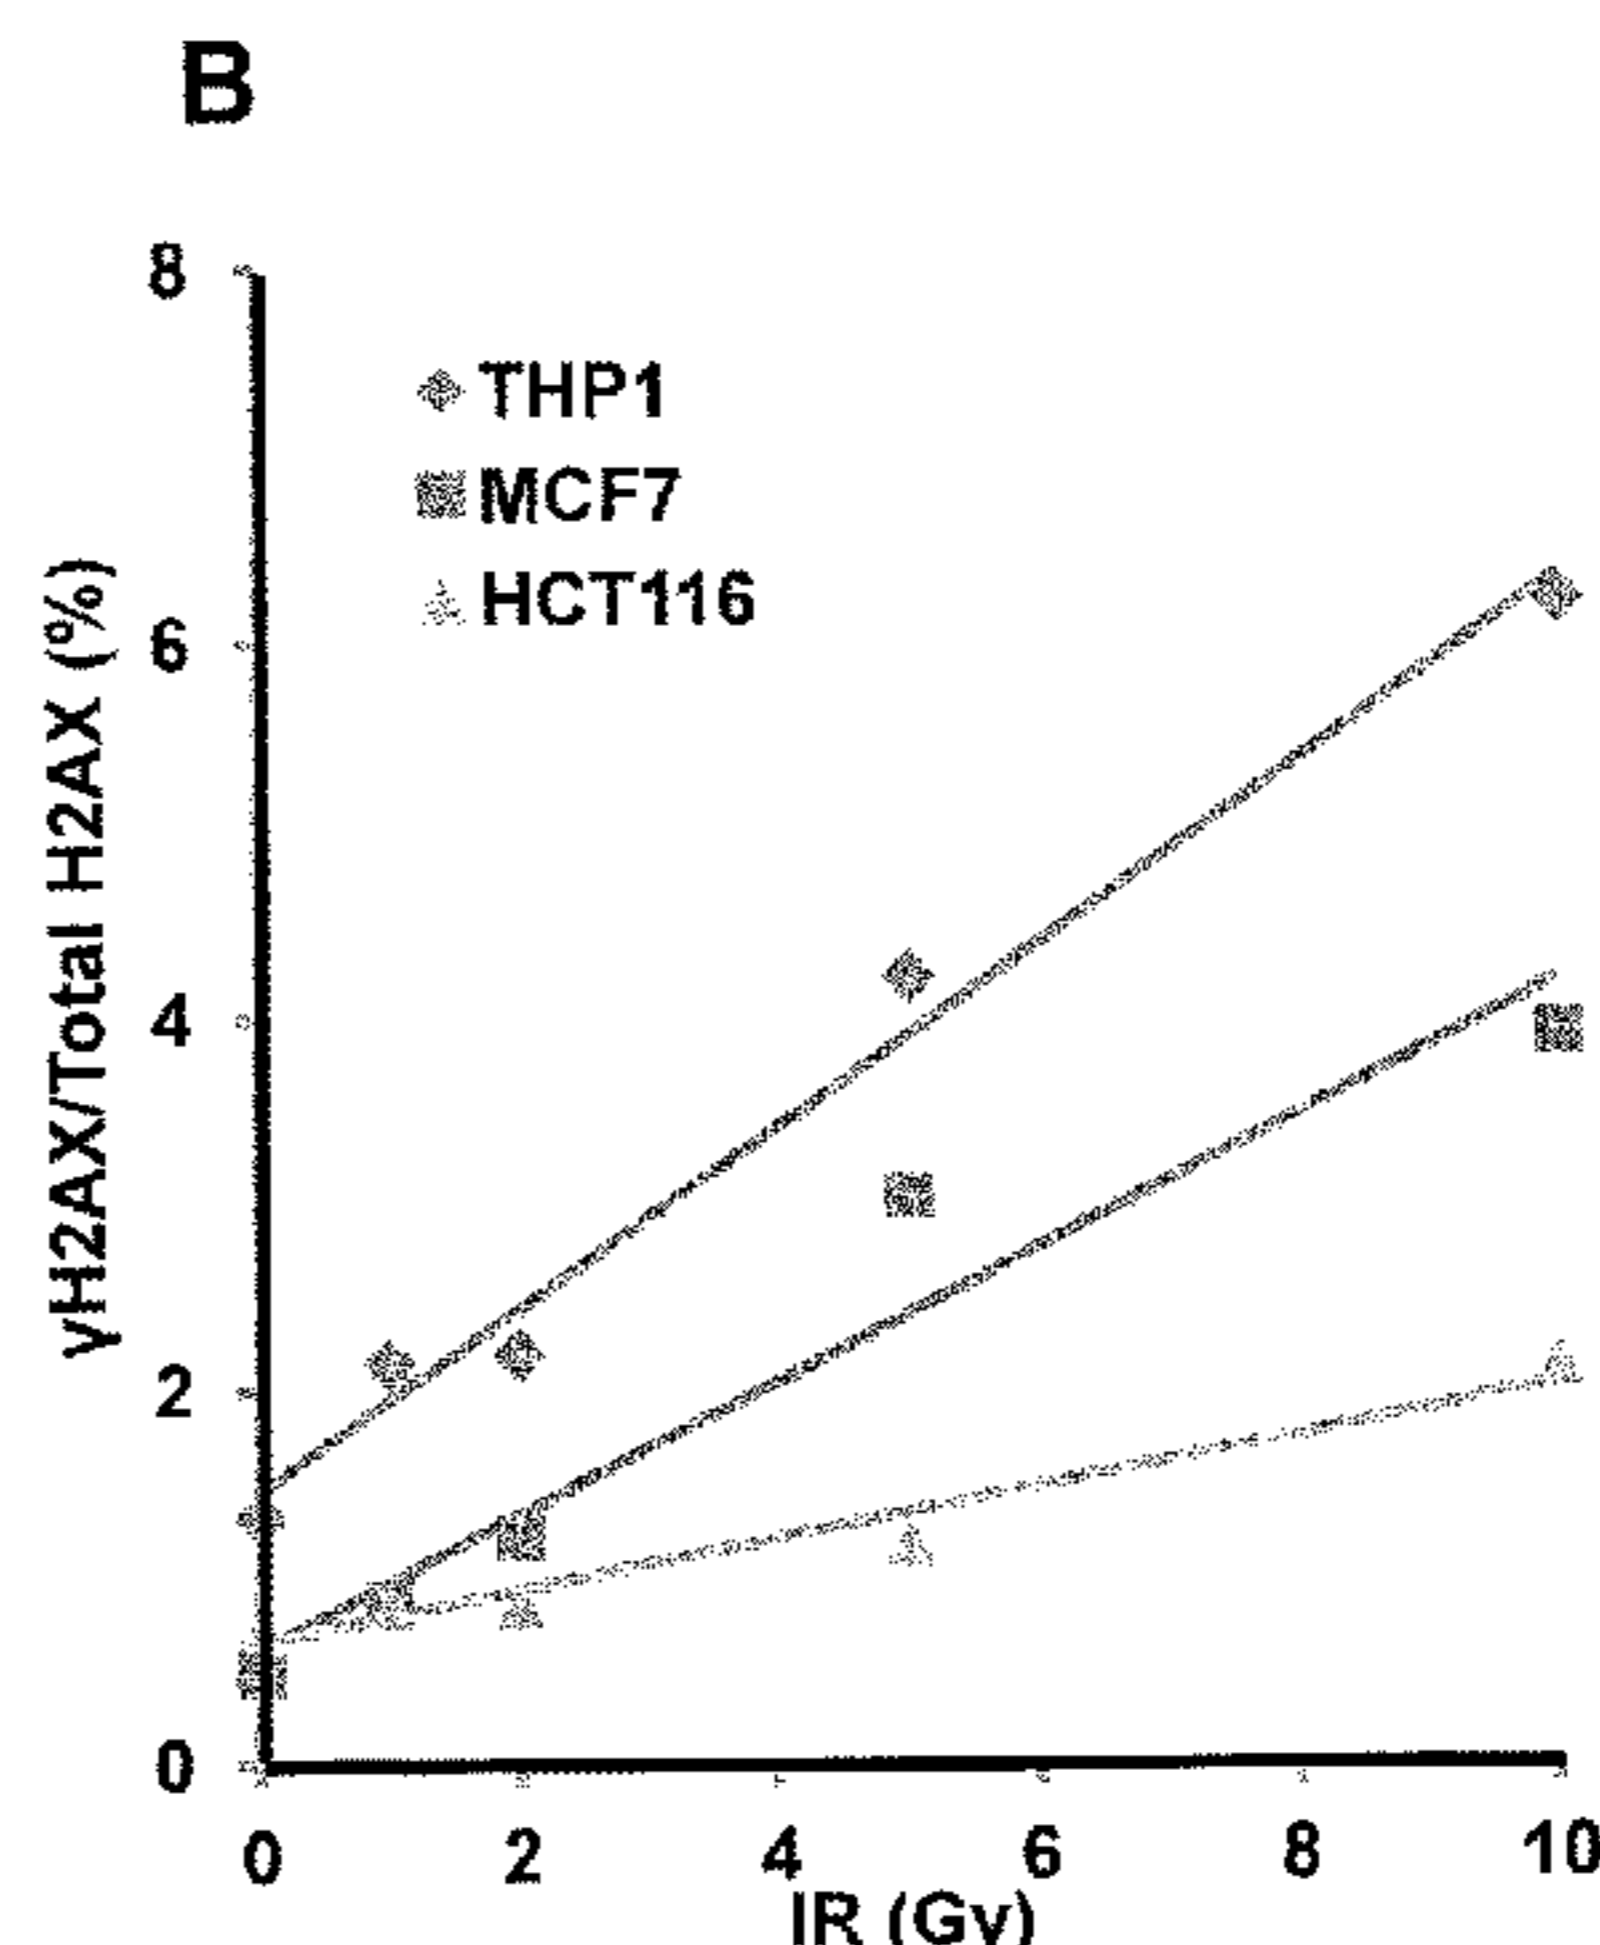 B
8
THP1
MCF7
HCT116
6
4
2
0
γH2AX/Total H2AX (%)
0 2 4 6 8 10
IR (Gy)